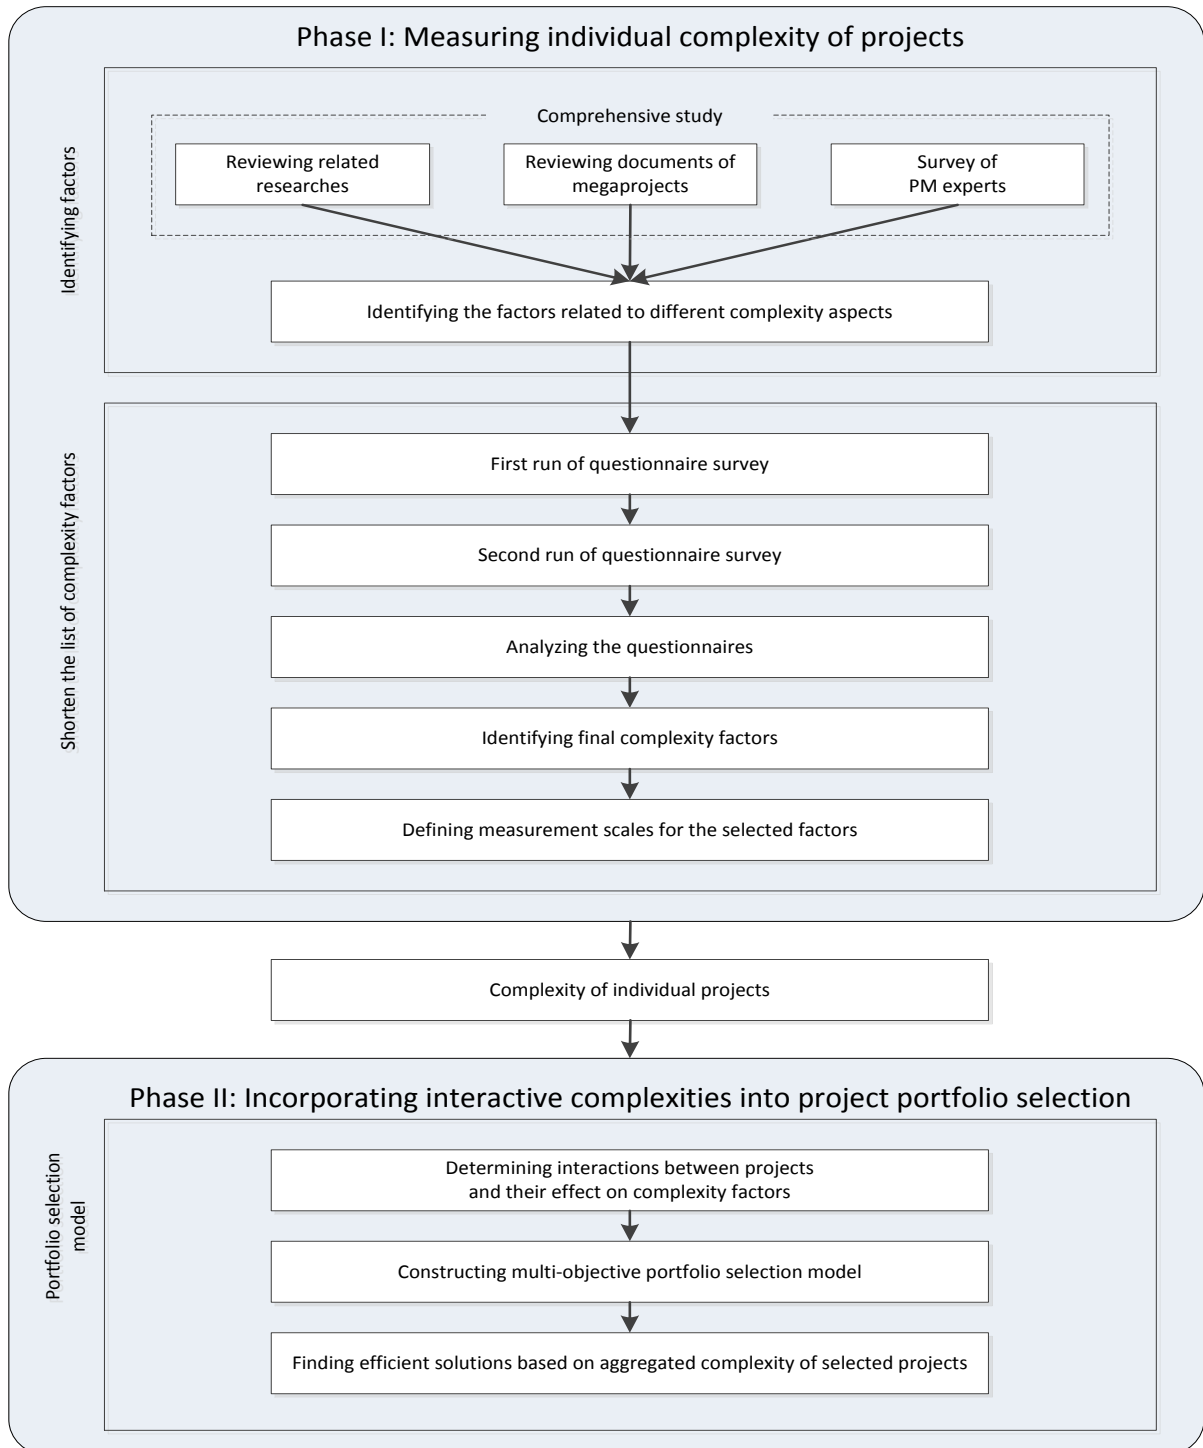 Phase I: Measuring individual complexity of projects
Identifying factors
Comprehensive study
Reviewing related
researches
Reviewing documents of
megaprojects
Survey of
PM experts
Identifying the factors related to different complexity aspects
Shorten the list of complexity factors
First run of questionnaire survey
Second run of questionnaire survey
Analyzing the questionnaires
Identifying final complexity factors
Defining measurement scales for the selected factors
Complexity of individual projects
Phase II: Incorporating interactive complexities into project portfolio selection
Portfolio selection
model
Determining interactions between projects
and their effect on complexity factors
Constructing multi-objective portfolio selection model
Finding efficient solutions based on aggregated complexity of selected projects